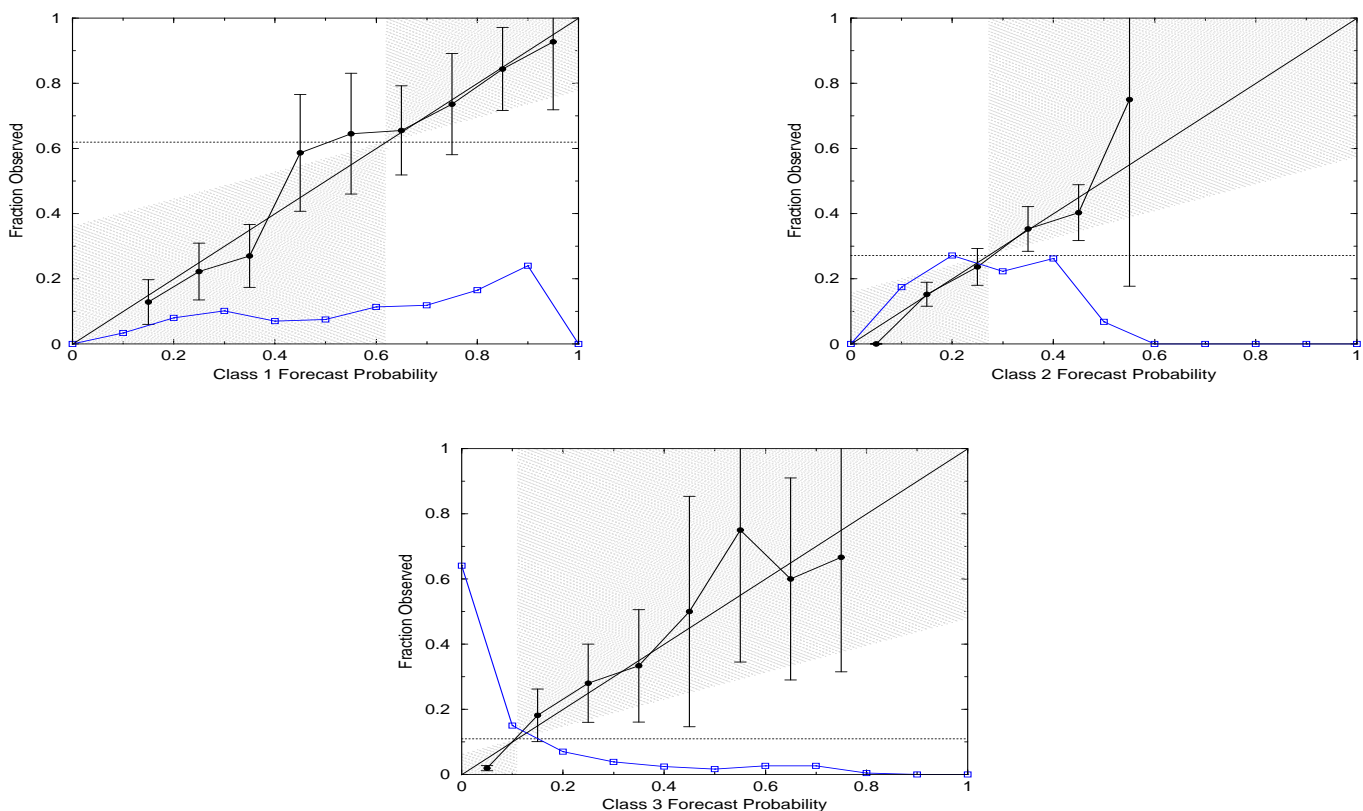 1
0.8
0.6
0.4
0.2
0
Fraction Observed
0 0.2 0.4 0.6 0.8 1
Class 1 Forecast Probability
1
0.8
0.6
0.4
0.2
0
Fraction Observed
0 0.2 0.4 0.6 0.8 1
Class 2 Forecast Probability
1
0.8
0.6
0.4
0.2
0
Fraction Observed
0 0.2 0.4 0.6 0.8 1
Class 3 Forecast Probability